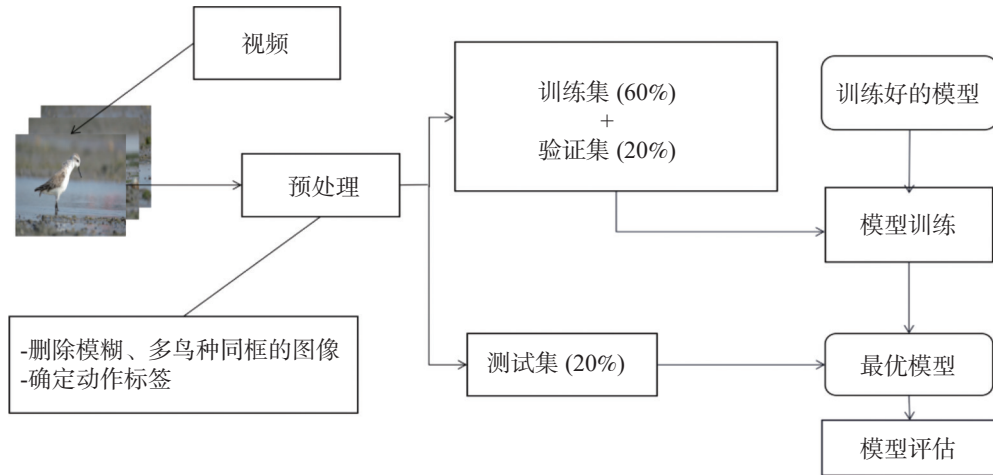 视频
训练集 (60%)
+
验证集 (20%)
训练好的模型
预处理
模型训练
-删除模糊、多鸟种同框的图像
-确定动作标签
测试集 (20%)
最优模型
模型评估